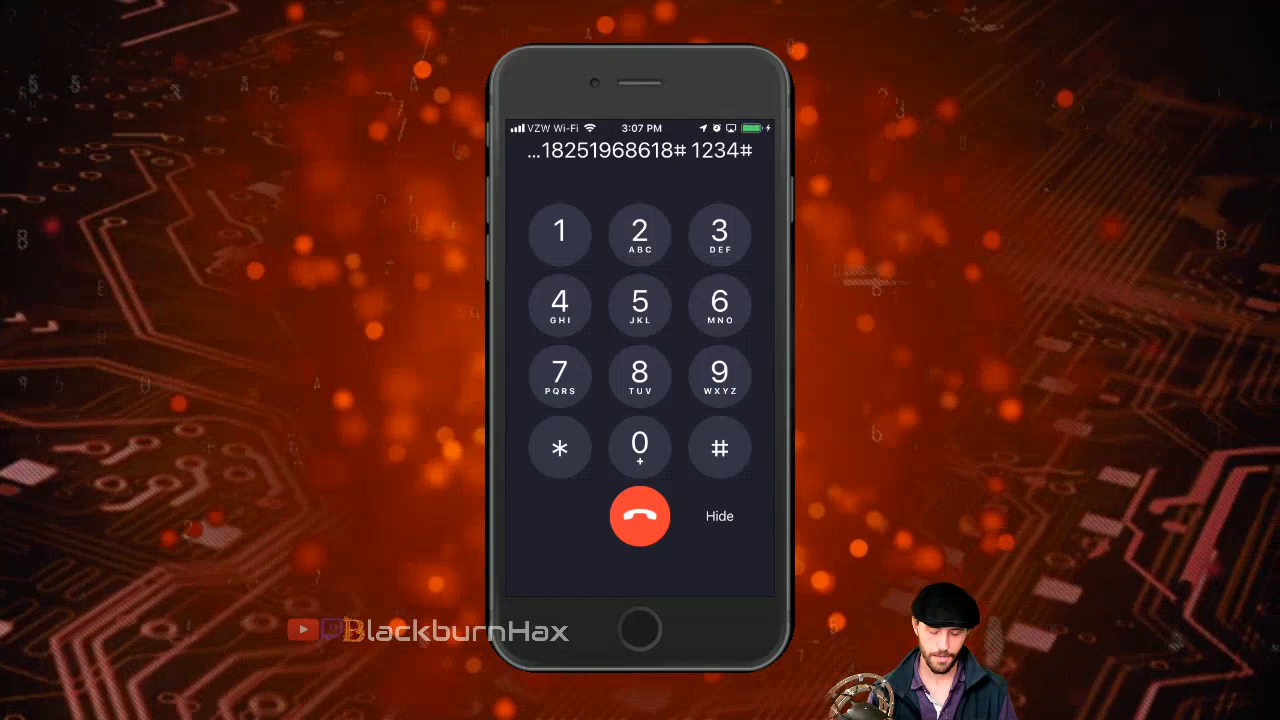 VZW Wi-Fi 3:07 PM
...18251968618# 1234#
1
2
ABC
3
DEF
4
GHI
5
JKL
6
MNO
7
PQRS
8
TUV
9
WXYZ
*
0
+
#
Hide
BlackburnHax